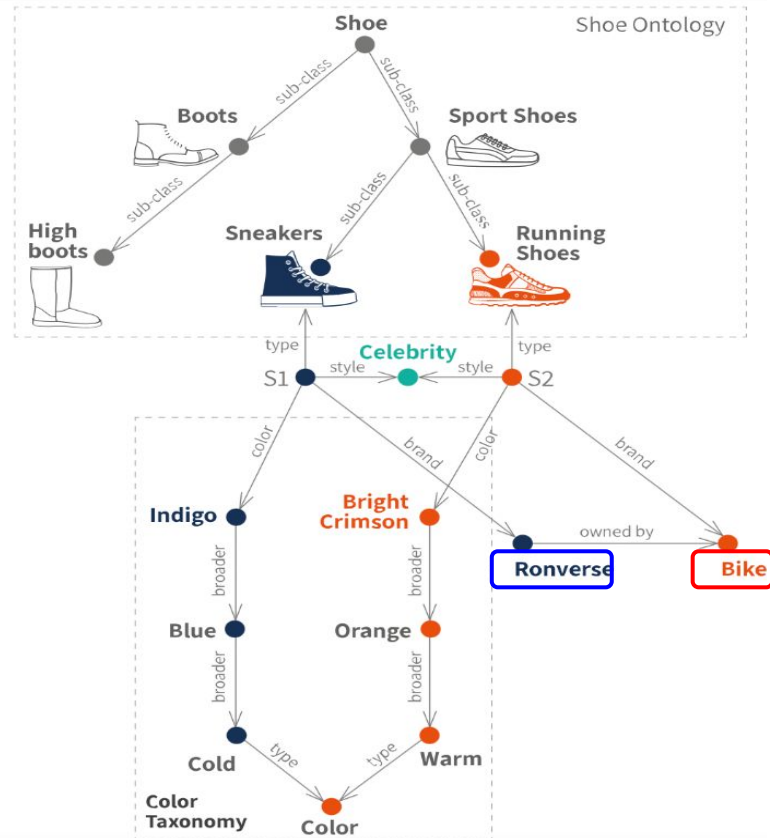 Shoe
Shoe Ontology
sub-class
sub-class
Boots
Sport Shoes
sub-class
sub-class
sub-class
High
boots
Sneakers
Running
Shoes
type
Celebrity
type
S1
style
style
S2
color
brand
color
brand
Indigo
Bright
Crimson
owned by
Ronverse
Bike
broader
broader
Blue
Orange
broader
broader
Cold
type
type
Warm
Color
Taxonomy
Color